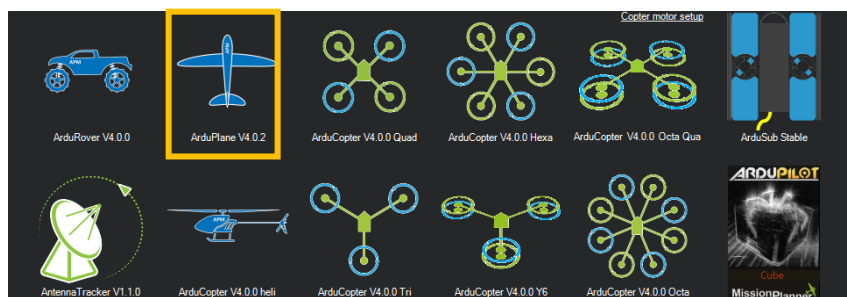 Copter motor setup
APM
APM
ArduRover V4.0.0
ArduPlane V4.0.2
ArduCopter V4.0.0 Quad
ArduCopter V4.0.0 Hexa
ArduCopter V4.0.0 Octa Qua
ArduSub Stable
ARDUPILOT
APM
Cube
AntennaTracker V1.1.0
ArduCopter V4.0.0 heli
ArduCopter V4.0.0 Tri
ArduCopter V4.0.0 Y6
ArduCopter V4.0.0 Octa
MissionPlanner